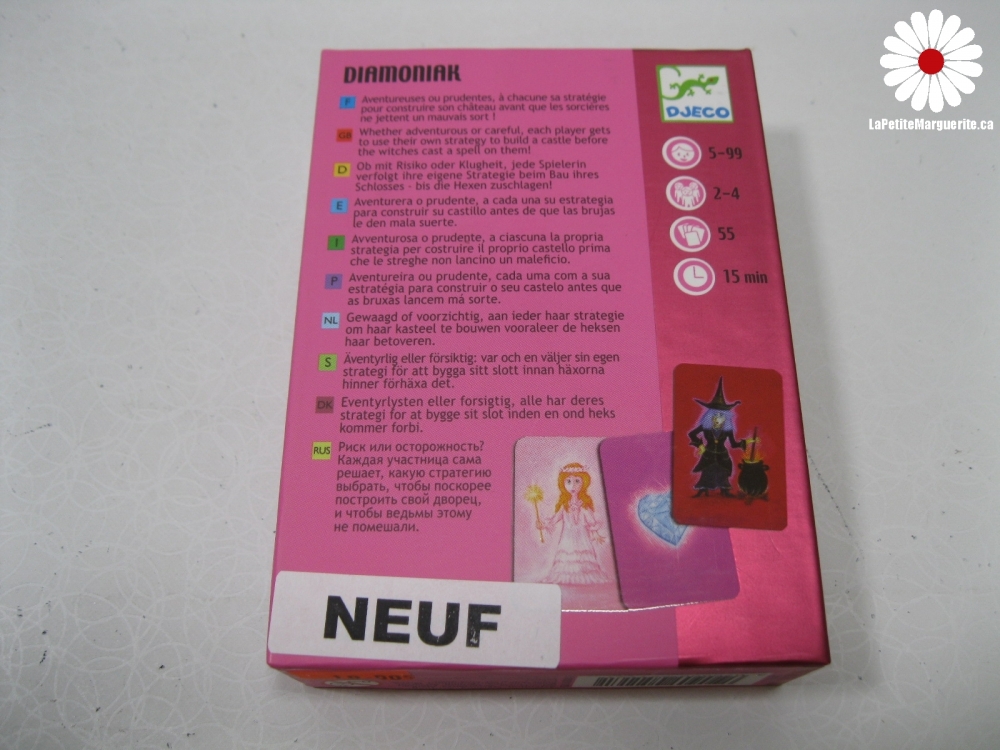 LaPetiteMarguerite.ca
DIAMONIAK
DJECO
F Aventureuses ou prudentes, à chacune sa stratégie
pour construire son château avant que les sorcières
ne jettent un mauvais sort !
GB Whether adventurous or careful, each player gets
to use their own strategy to build a castle before
the witches cast a spell on them!
D Ob mit Risiko oder Klugheit, jede Spielerin
verfolgt ihre eigene Strategie beim Bau ihres
Schlosses - bis die Hexen zuschlagen!
E Aventurera o prudente, a cada una su estrategia
para construir su castillo antes de que las brujas
le den mala suerte.
I Avventurosa o prudente, a ciascuna la propria
strategia per costruire il proprio castello prima
che le streghe non lancino un maleficio.
P Aventureira ou prudente, cada uma com a sua
estratégia para construir o seu castelo antes que
as bruxas lancem má sorte.
NL Gewaagd of voorzichtig, aan ieder haar strategie
om haar kasteel te bouwen vooraleer de heksen
haar betoveren.
S Äventyrlig eller försiktig: var och en väljer sin egen
strategi för att bygga sitt slott innan häxorna
hinner förhäxa det.
DK Eventyrlysten eller forsigtig, alle har deres
strategi for at bygge sit slot inden en ond heks
kommer forbi.
RUS Риск или осторожность?
Каждая участница сама
решает, какую стратегию
выбрать, чтобы поскорее
построить свой дворец,
и чтобы ведьмы этому
не помешали.
5-99
2-4
55
15 min
NEUF